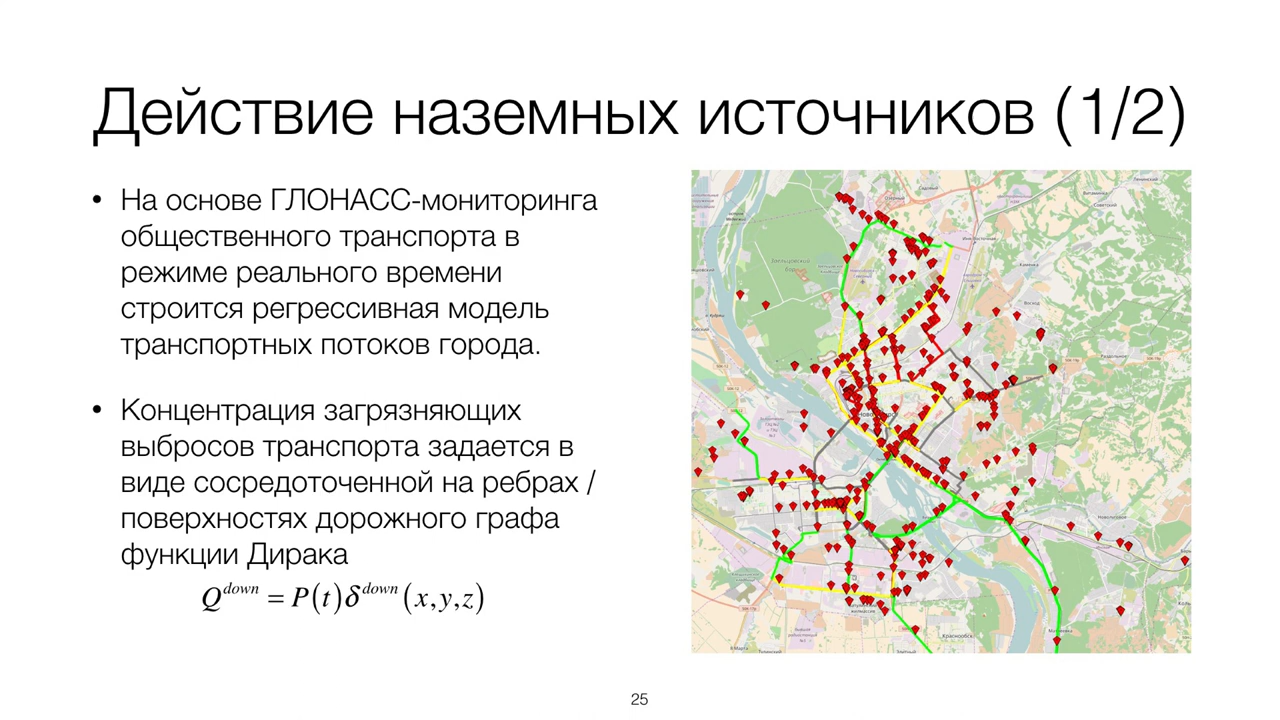 Действие наземных источников (1/2)
• На основе ГЛОНАСС-мониторинга
общественного транспорта в
режиме реального времени
строится регрессивная модель
транспортных потоков города.
• Концентрация загрязняющих
выбросов транспорта задается в
виде сосредоточенной на ребрах /
поверхностях дорожного графа
функции Дирака
Q^down = P(t)δ^down(x,y,z)
25